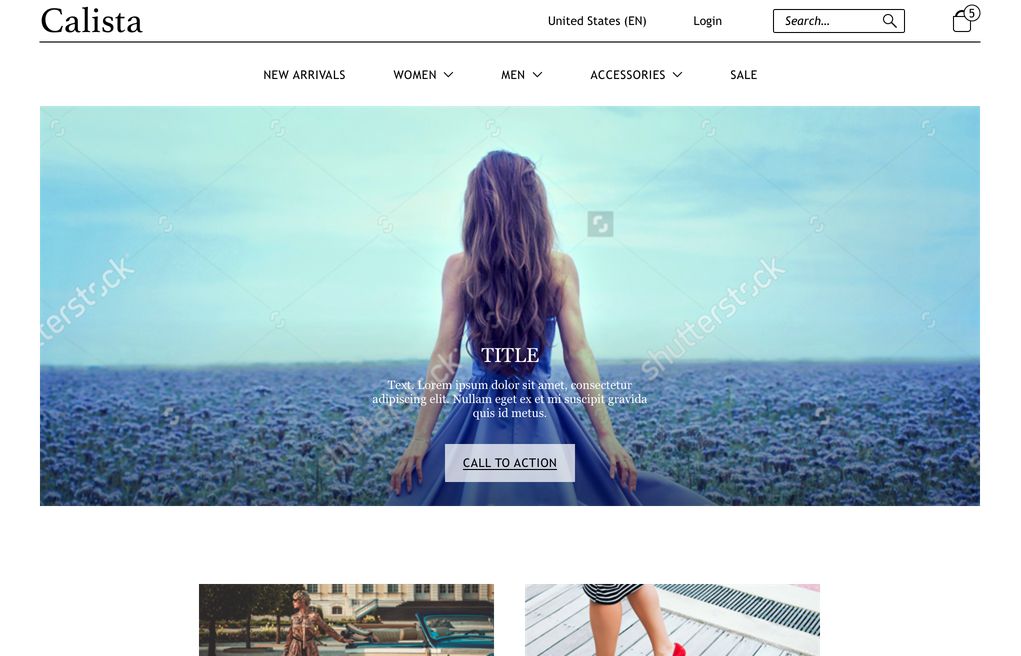 Calista
United States (EN)
Login
Search...
5
NEW ARRIVALS
WOMEN
MEN
ACCESSORIES
SALE
shutterstock
TITLE
Text. Lorem ipsum dolor sit amet, consectetur
adipiscing elit. Nullam eget ex et mi suscipit gravida
quis id metus.
CALL TO ACTION